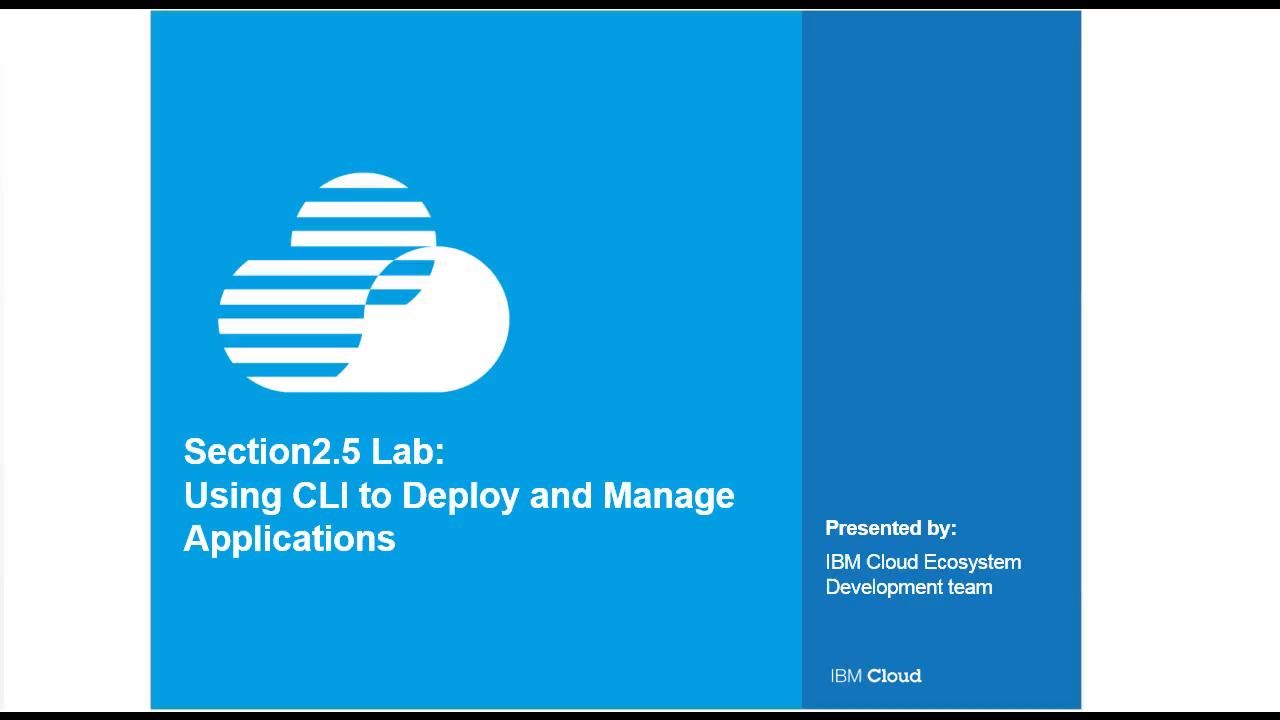 Section2.5 Lab:
Using CLI to Deploy and Manage
Applications
Presented by:
IBM Cloud Ecosystem
Development team
IBM Cloud